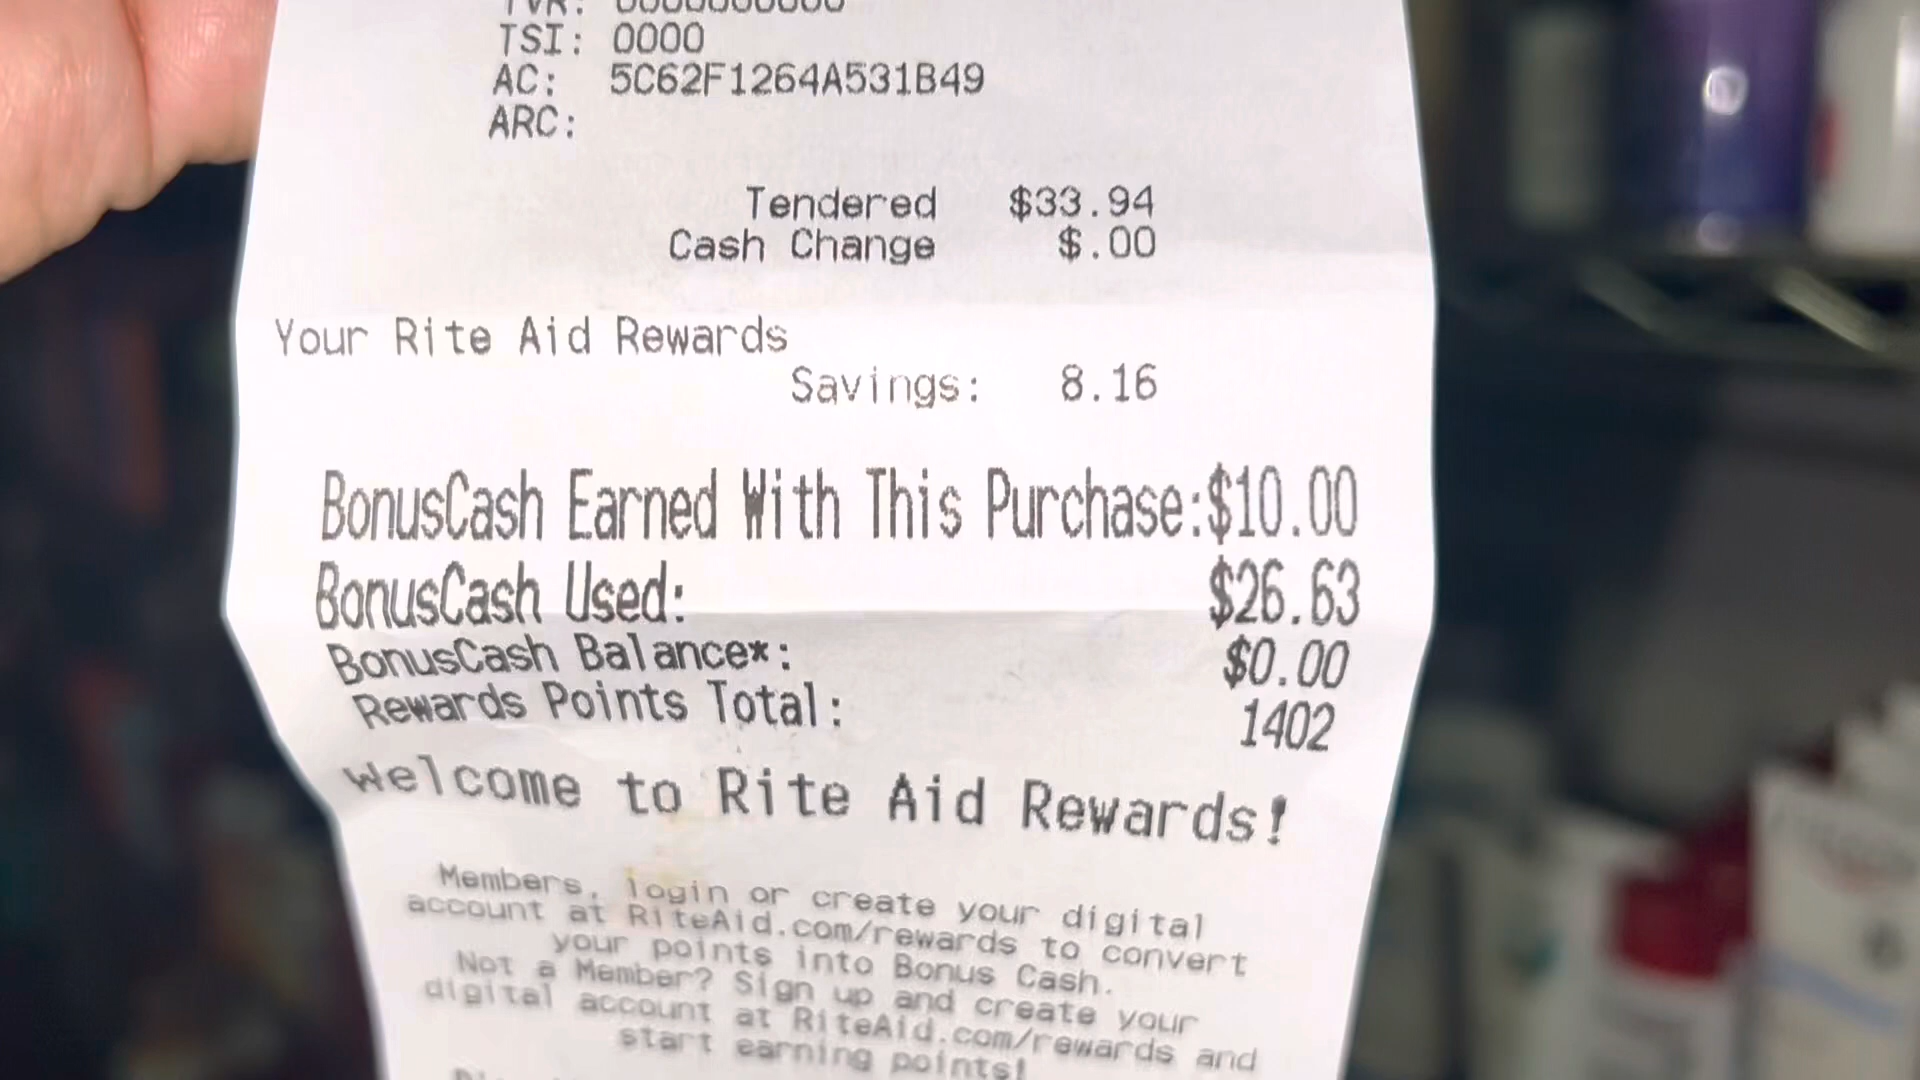 TVR: 0000000000
TSI: 0000
AC: 5C62F1264A531B49
ARC:
Tendered $33.94
Cash Change $.00
Your Rite Aid Rewards
Savings: 8.16
BonusCash Earned With This Purchase:$10.00
BonusCash Used: $26.63
BonusCash Balance*: $0.00
Rewards Points Total: 1402
Welcome to Rite Aid Rewards!
Members, login or create your digital
account at RiteAid.com/rewards to convert
your points into Bonus Cash.
Not a Member? Sign up and create your
digital account at RiteAid.com/rewards and
start earning points!